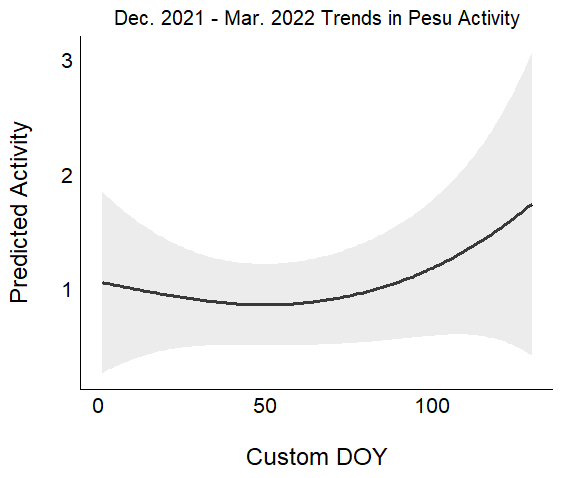 Dec. 2021 - Mar. 2022 Trends in Pesu Activity
3
2
1
Predicted Activity
0 50 100
Custom DOY